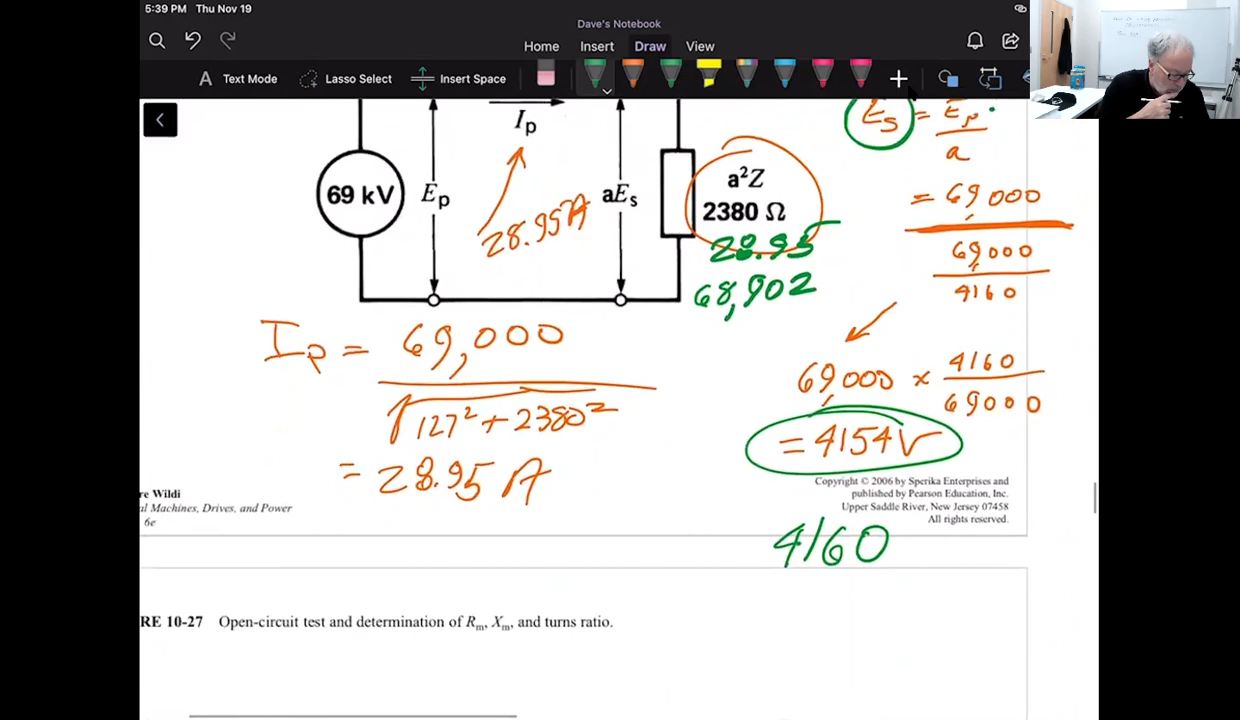 5:39 PM Thu Nov 19
Dave's Notebook
Home Insert Draw View
Text Mode Lasso Select Insert Space
Ip
69 kV
Ep
28.95A
aEs
a²Z
2380 Ω
28.95
68,902
Es = Ep
a
= 69,000
69,000
4160
Ip = 69,000
√127² + 2380²
= 28.95 A
69,000 × 4160
69000
= 4154V
Copyright © 2006 by Sperika Enterprises and
published by Pearson Education, Inc.
Upper Saddle River, New Jersey 07458
All rights reserved.
re Wildi
al Machines, Drives, and Power
6e
4160
RE 10-27 Open-circuit test and determination of Rm, Xm, and turns ratio.